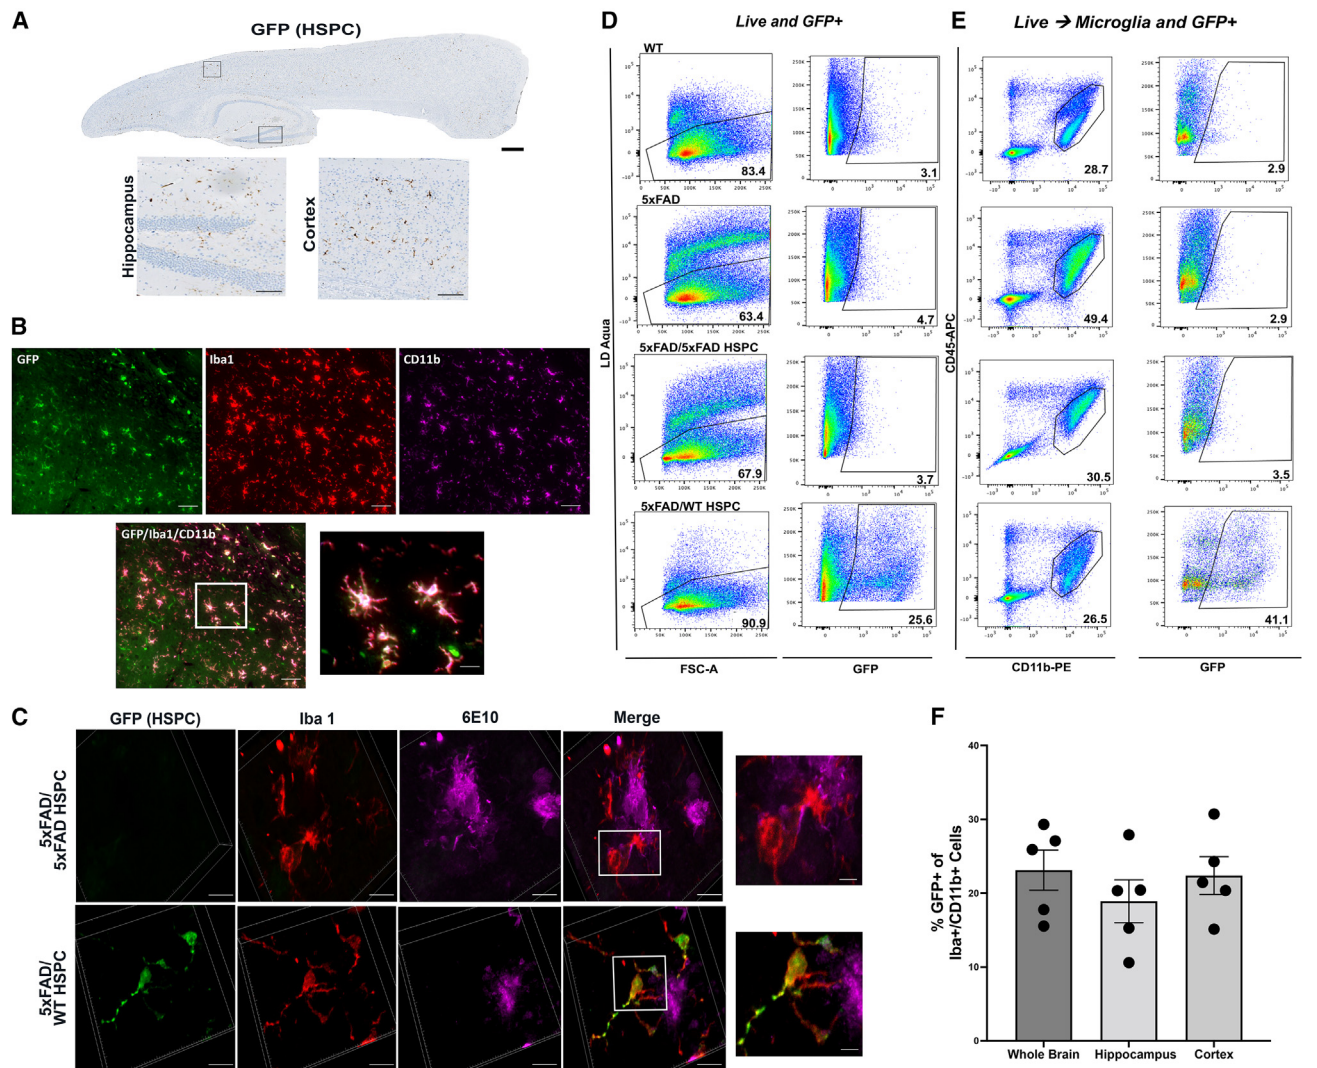 A
GFP (HSPC)
Hippocampus
Cortex
B
GFP
Iba1
CD11b
GFP/Iba1/CD11b
C
GFP (HSPC)
Iba 1
6E10
Merge
5xFAD/
5xFAD HSPC
5xFAD/
WT HSPC
D
Live and GFP+
WT
83.4
3.1
5xFAD
63.4
4.7
5xFAD/5xFAD HSPC
67.9
3.7
5xFAD/WT HSPC
90.9
25.6
LD Aqua
FSC-A
GFP
E
Live → Microglia and GFP+
28.7
2.9
49.4
2.9
30.5
3.5
26.5
41.1
CD45-APC
CD11b-PE
GFP
F
% GFP+ of
Iba+/CD11b+ Cells
40
30
20
10
0
Whole Brain
Hippocampus
Cortex